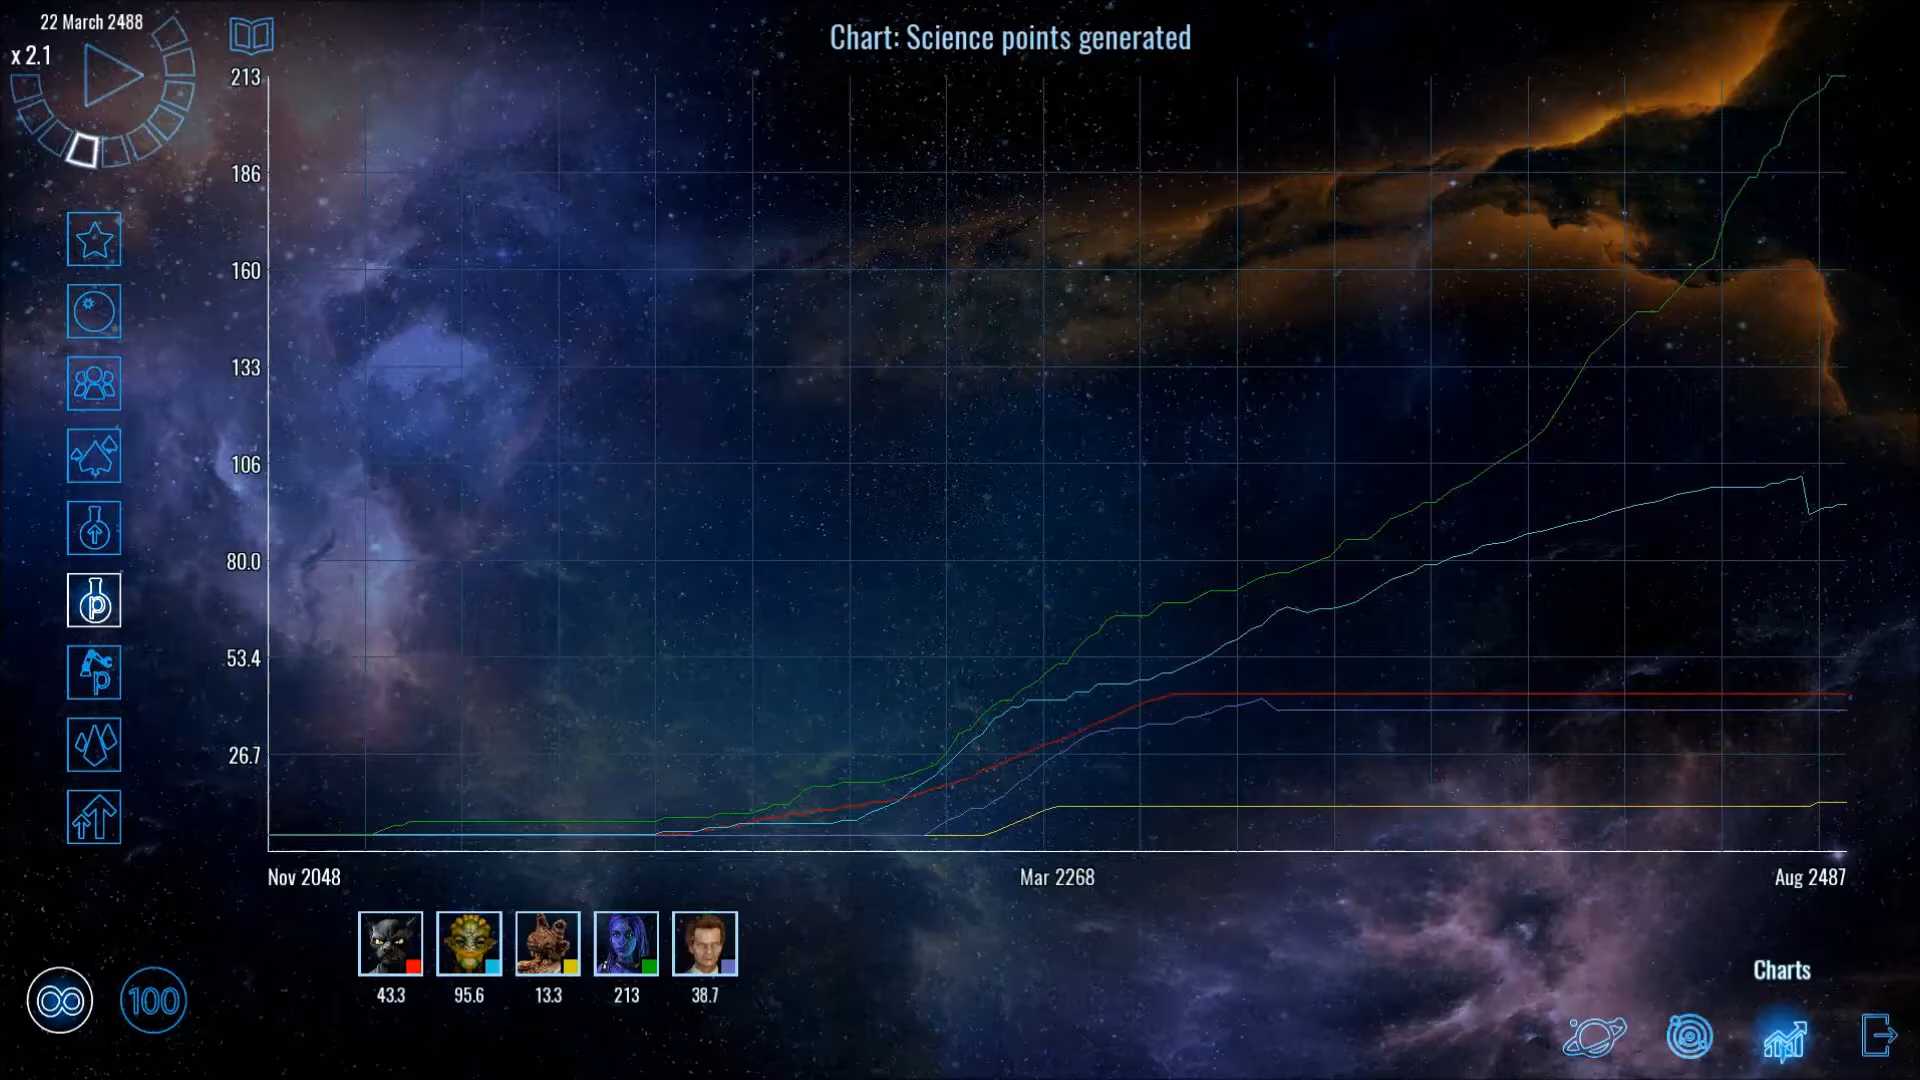 22 March 2488
x 2.1
Chart: Science points generated
213
186
160
133
106
80.0
53.4
26.7
Nov 2048
Mar 2268
Aug 2487
43.3
95.6
13.3
213
38.7
100
Charts